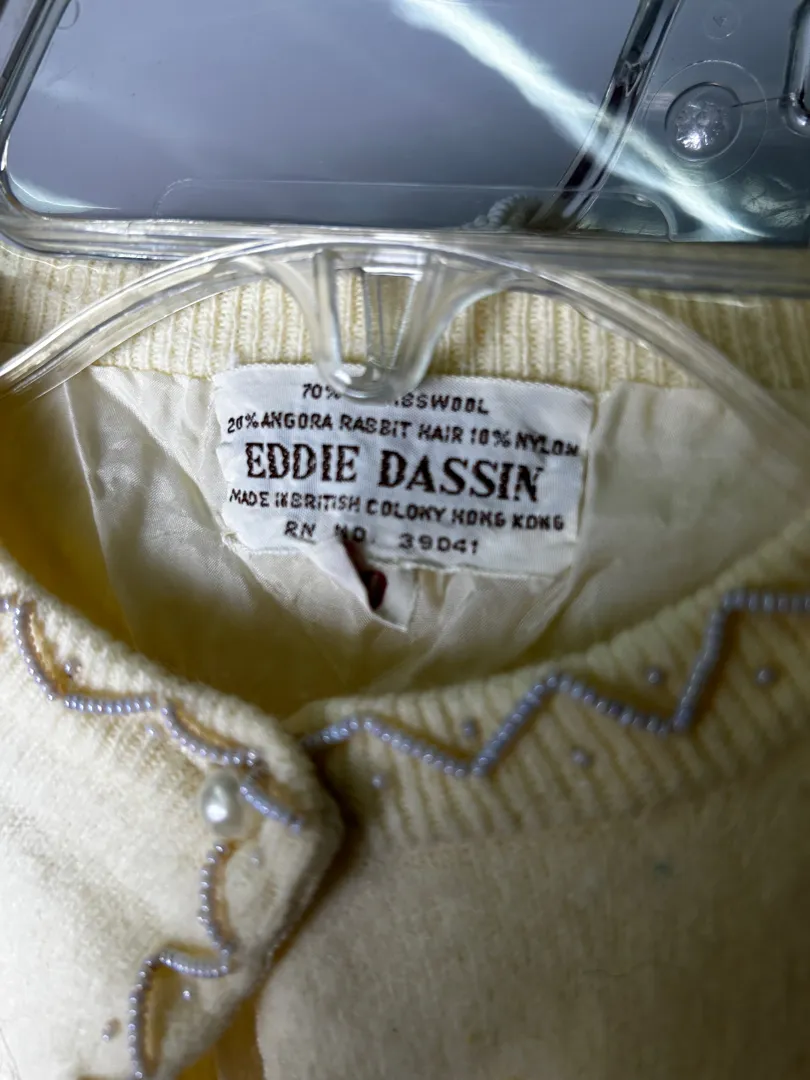 70%
20% ANGORA RABBIT HAIR 10% NYLON
EDDIE DASSIN
MADE IN BRITISH COLONY HONG KONG
RN NO. 39041